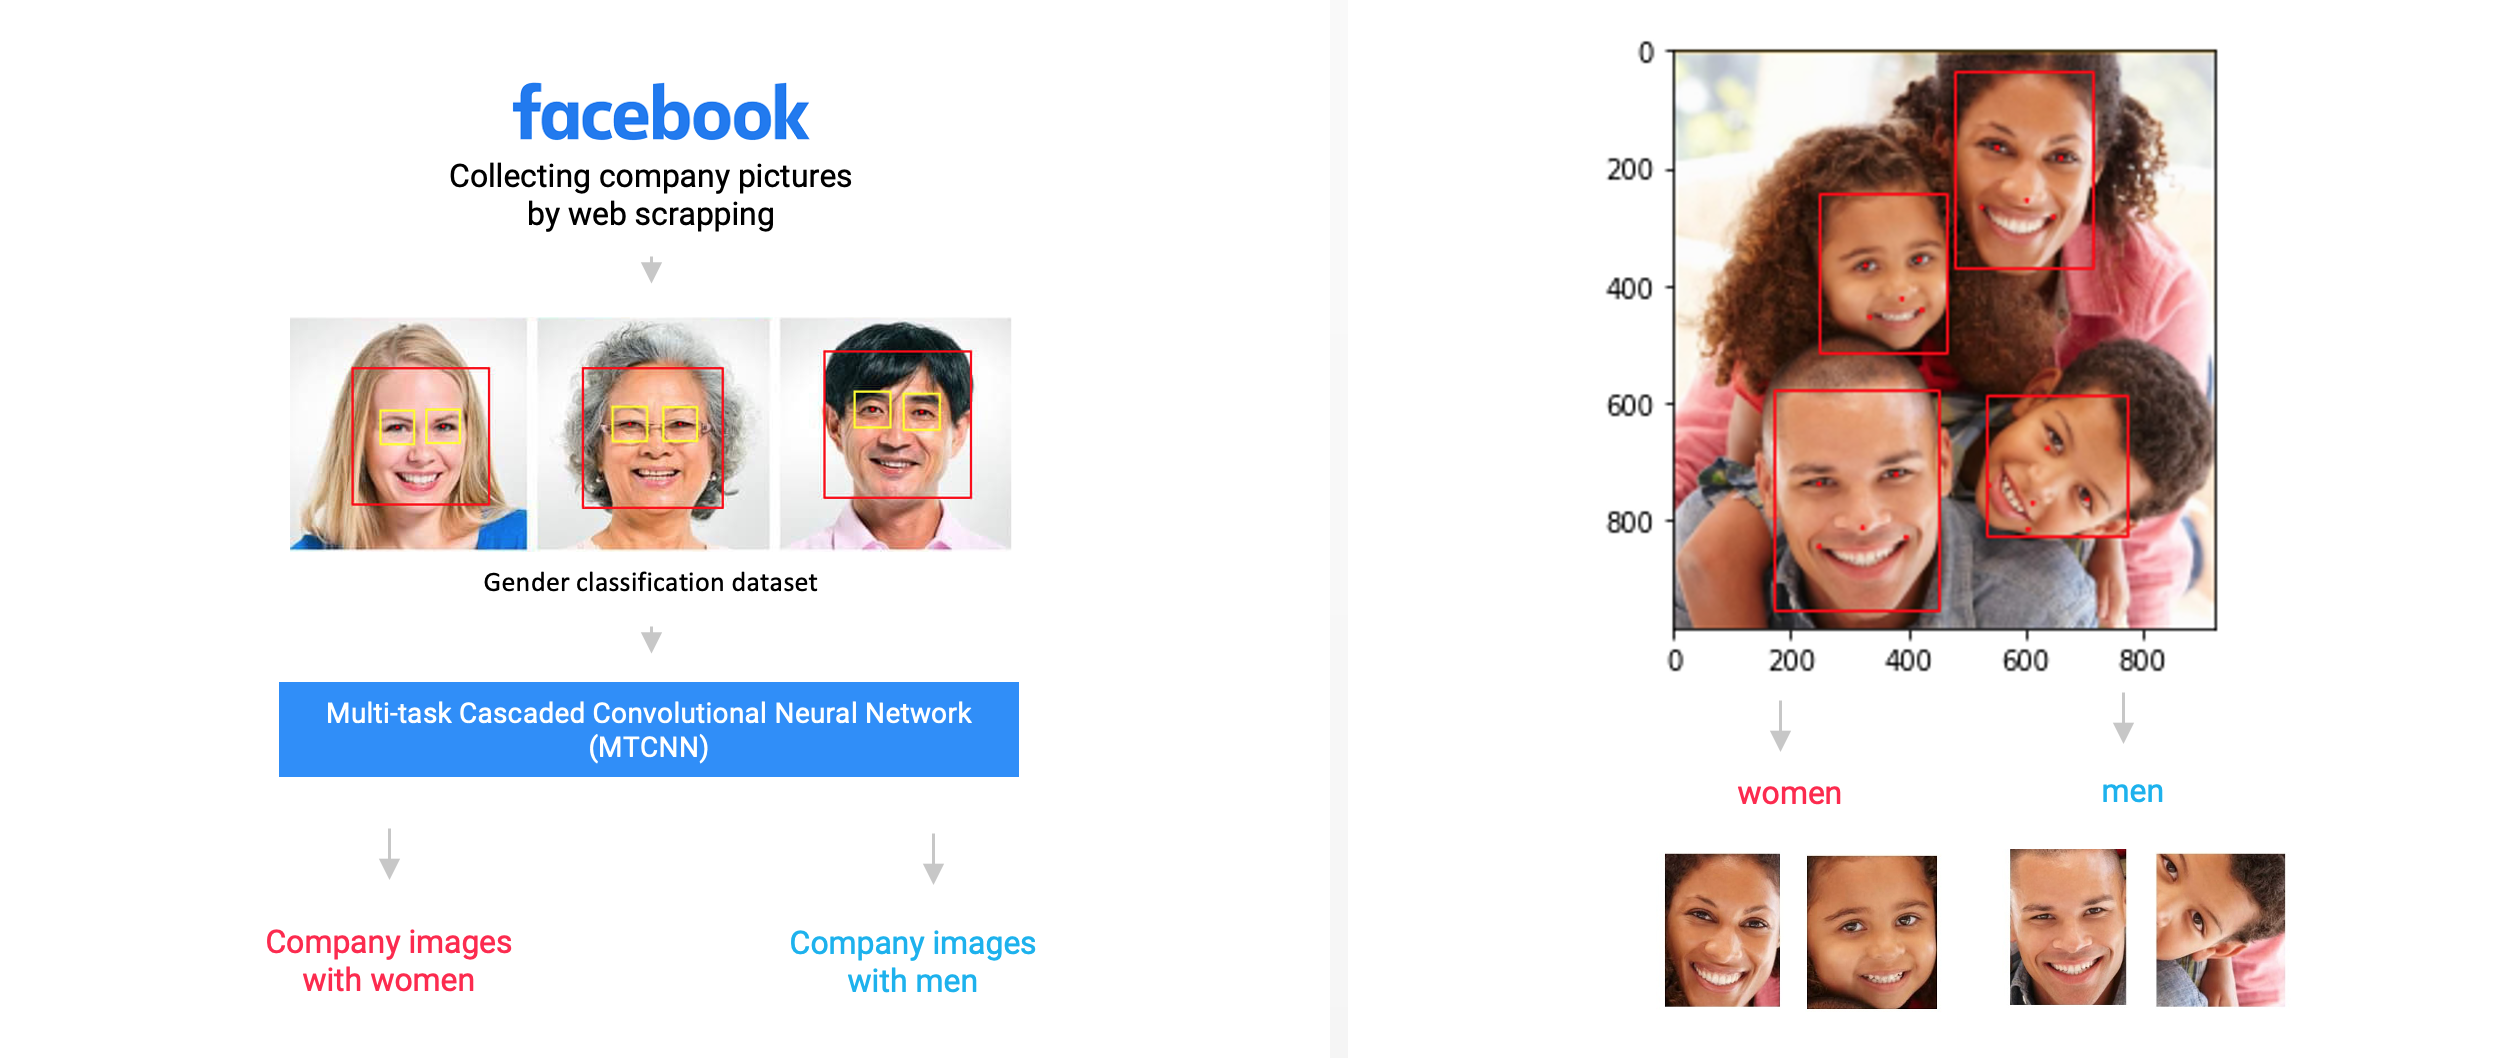 facebook
Collecting company pictures
by web scrapping
Gender classification dataset
Multi-task Cascaded Convolutional Neural Network
(MTCNN)
Company images
with women
Company images
with men
0
200
400
600
800
0 200 400 600 800
women
men